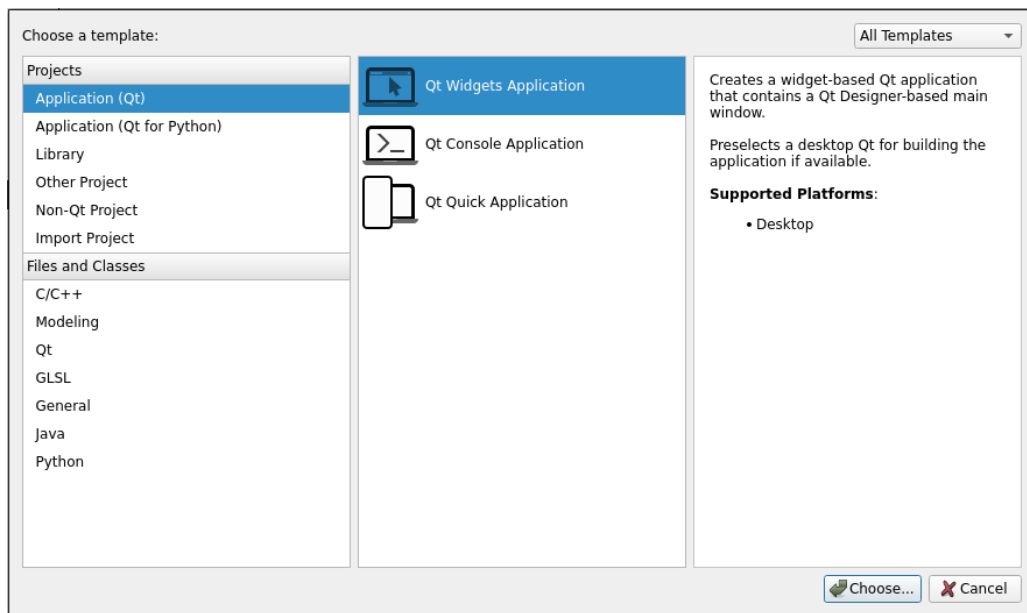 Choose a template:
All Templates
Projects
Application (Qt)
Application (Qt for Python)
Library
Other Project
Non-Qt Project
Import Project
Files and Classes
C/C++
Modeling
Qt
GLSL
General
Java
Python
Qt Widgets Application
Qt Console Application
Qt Quick Application
Creates a widget-based Qt application
that contains a Qt Designer-based main
window.
Preselects a desktop Qt for building the
application if available.
Supported Platforms:
• Desktop
Choose...
Cancel